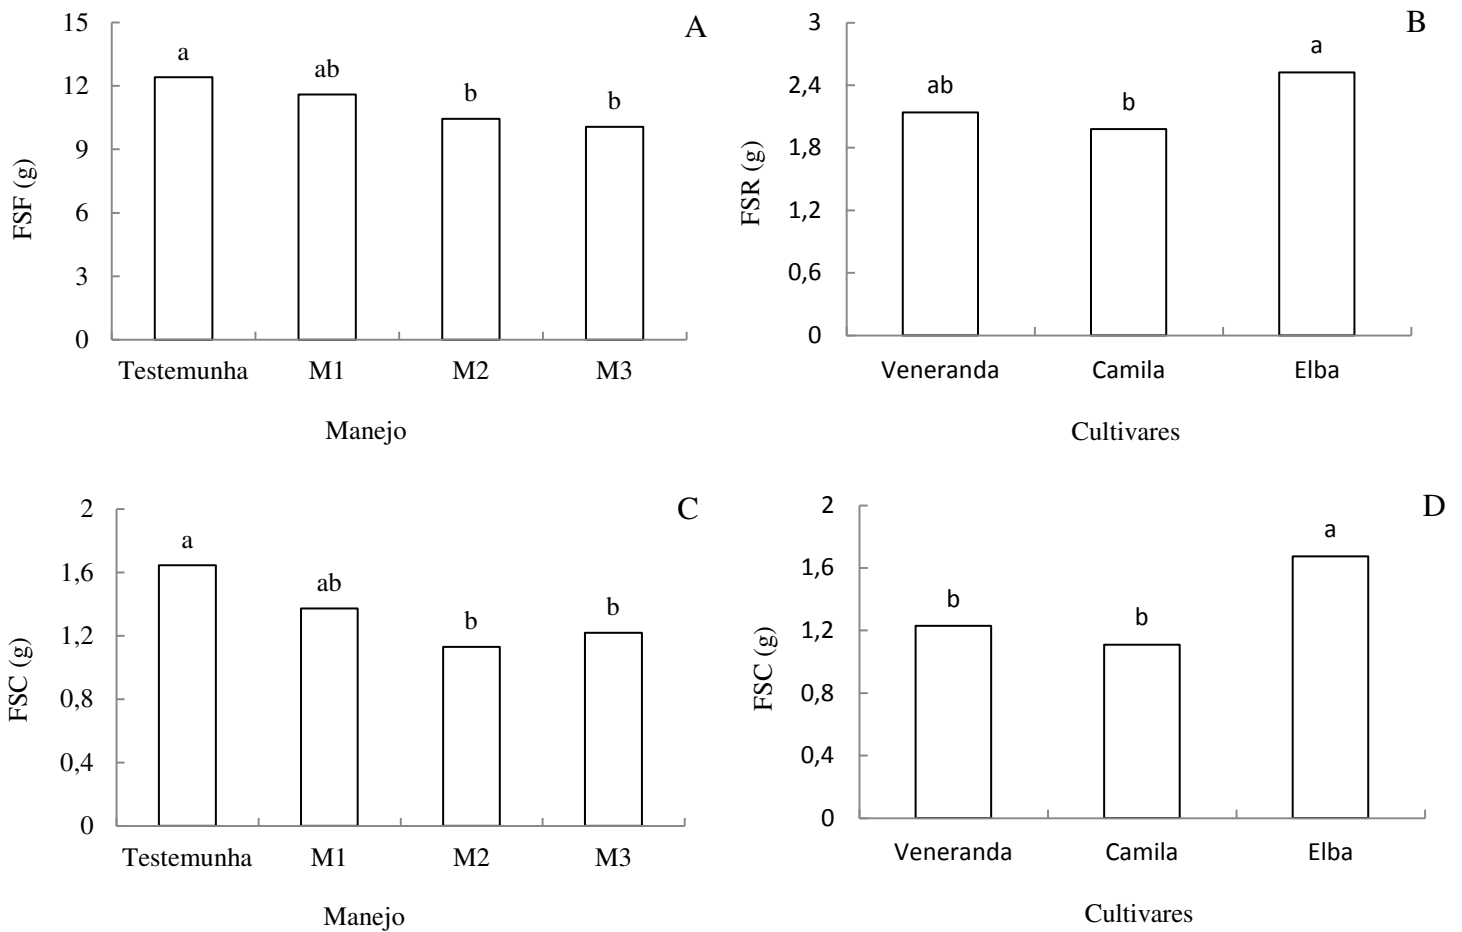 A
FSF (g)
15
12
9
6
3
0
a
ab
b
b
Testemunha M1 M2 M3
Manejo
B
FSR (g)
3
2,4
1,8
1,2
0,6
0
ab
b
a
Veneranda Camila Elba
Cultivares
C
FSC (g)
2
1,6
1,2
0,8
0,4
0
a
ab
b
b
Testemunha M1 M2 M3
Manejo
D
FSC (g)
2
1,6
1,2
0,8
0,4
0
b
b
a
Veneranda Camila Elba
Cultivares